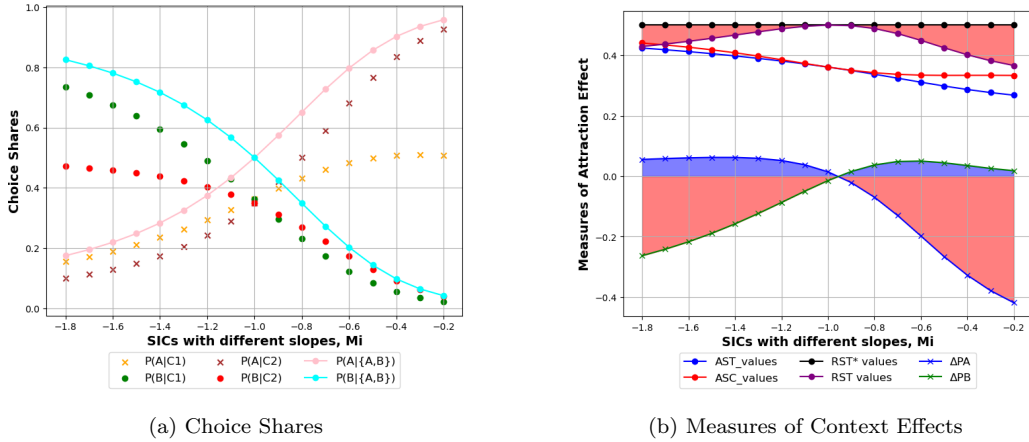 1.0
0.8
0.6
0.4
0.2
0.0
Choice Shares
−1.8 −1.6 −1.4 −1.2 −1.0 −0.8 −0.6 −0.4 −0.2
SICs with different slopes, Mi
P(A|C1) P(A|C2) P(A|{A,B})
P(B|C1) P(B|C2) P(B|{A,B})
(a) Choice Shares
0.4
0.2
0.0
−0.2
−0.4
Measures of Attraction Effect
−1.8 −1.6 −1.4 −1.2 −1.0 −0.8 −0.6 −0.4 −0.2
SICs with different slopes, Mi
AST_values RST* values ΔPA
ASC_values RST values ΔPB
(b) Measures of Context Effects